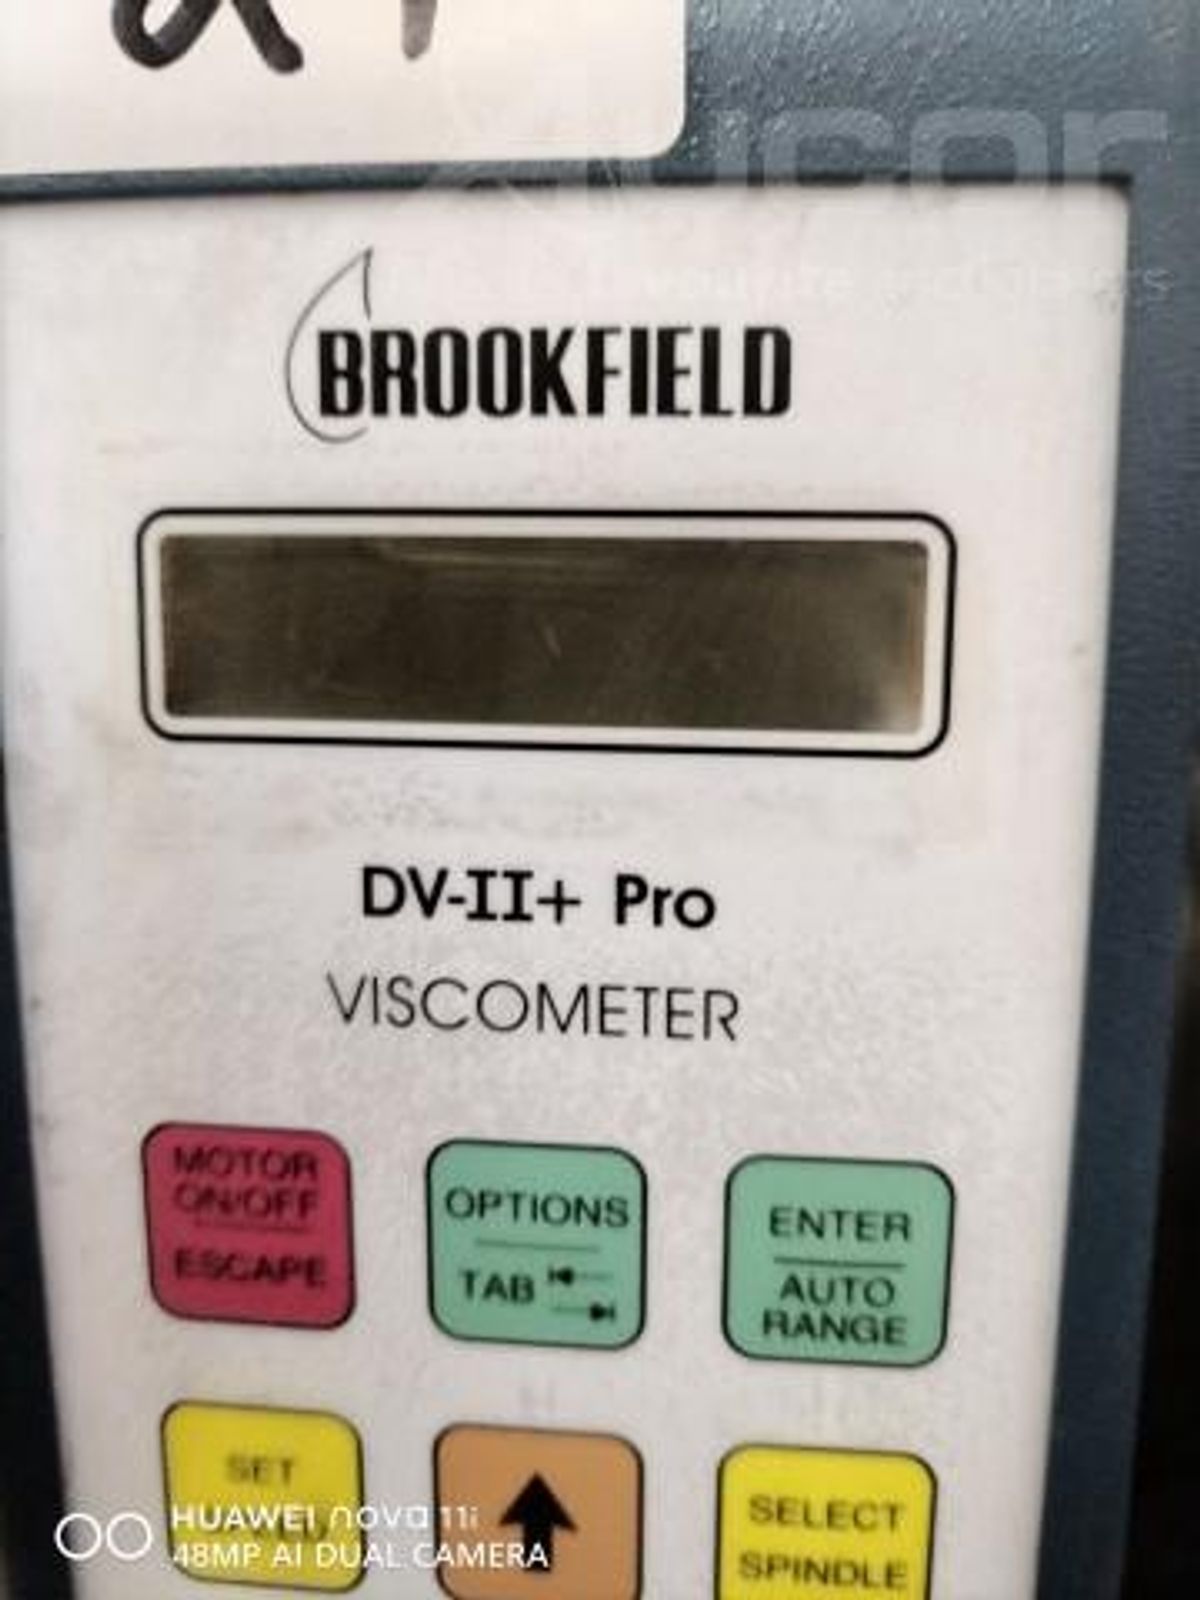 BROOKFIELD
DV-II+ Pro
VISCOMETER
MOTOR
ON/OFF
ESCAPE
OPTIONS
TAB
ENTER
AUTO
RANGE
SET
SELECT
SPINDLE
HUAWEI nova 11i
48MP AI DUAL CAMERA